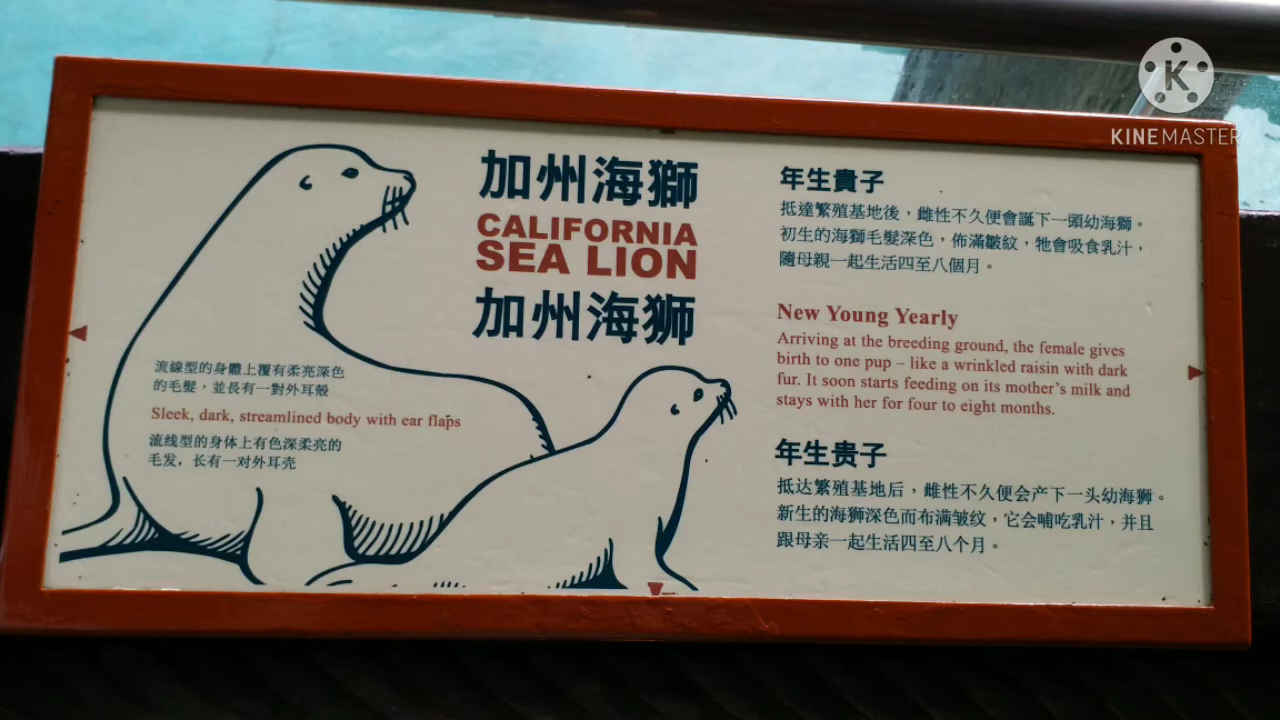 加州海獅
CALIFORNIA
SEA LION
加州海狮
流線型的身體上覆有柔亮深色
的毛髮，並長有一對外耳殼
Sleek, dark, streamlined body with ear flaps
流线型的身体上有色深柔亮的
毛发，长有一对外耳壳
年生貴子
抵達繁殖基地後，雌性不久便會誕下一頭幼海獅。
初生的海獅毛髮深色，佈滿皺紋，牠會吸食乳汁，
隨母親一起生活四至八個月。
New Young Yearly
Arriving at the breeding ground, the female gives
birth to one pup – like a wrinkled raisin with dark
fur. It soon starts feeding on its mother's milk and
stays with her for four to eight months.
年生贵子
抵达繁殖基地后，雌性不久便会产下一头幼海狮。
新生的海狮深色而布满皱纹，它会哺吃乳汁，并且
跟母亲一起生活四至八个月。
K
KINEMASTER